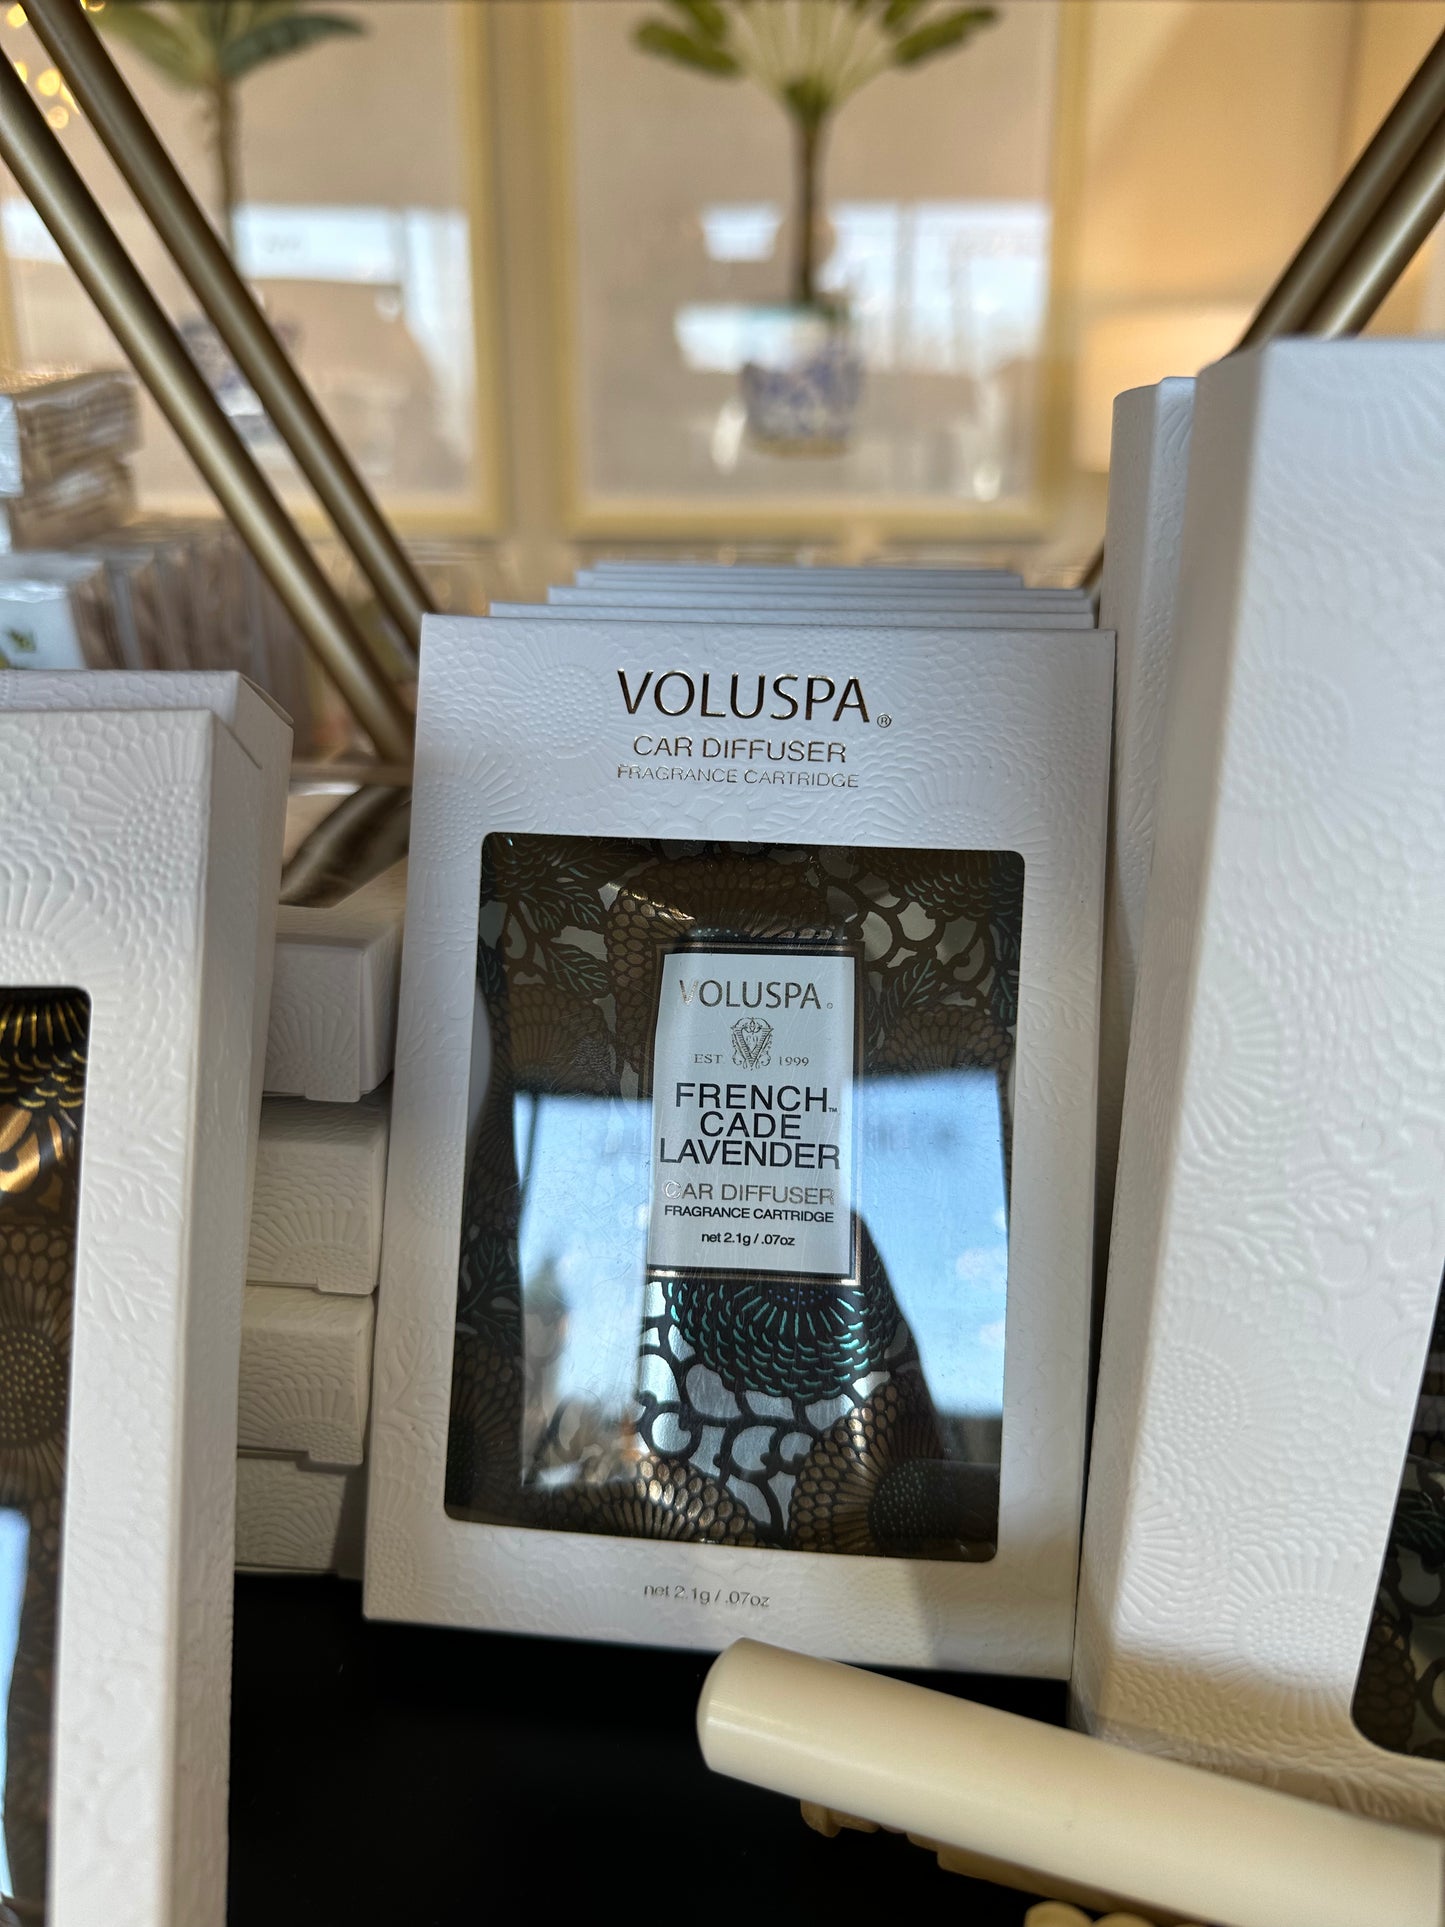 VOLUSPA®
CAR DIFFUSER
FRAGRANCE CARTRIDGE
VOLUSPA®
EST 1999
FRENCH™
CADE
LAVENDER
CAR DIFFUSER
FRAGRANCE CARTRIDGE
net 2.1g / .07oz
net 2.1g / .07oz